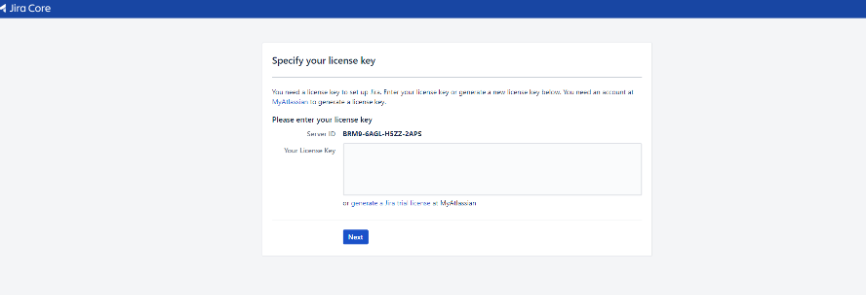 Jira Core
Specify your license key
You need a license key to set up Jira. Enter your license key or generate a new license key below. You need an account at
MyAtlassian to generate a license key.
Please enter your license key
Server ID BRM9-6AGL-H5ZZ-2APS
Your License Key
or generate a Jira trial license at MyAtlassian
Next